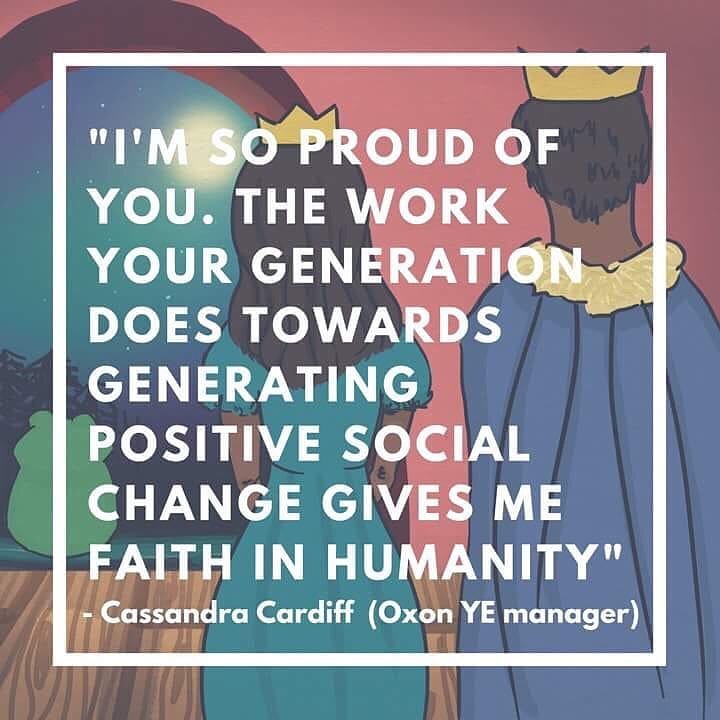 "I'M SO PROUD OF
YOU. THE WORK
YOUR GENERATION
DOES TOWARDS
GENERATING
POSITIVE SOCIAL
CHANGE GIVES ME
FAITH IN HUMANITY"
- Cassandra Cardiff (Oxon YE manager)